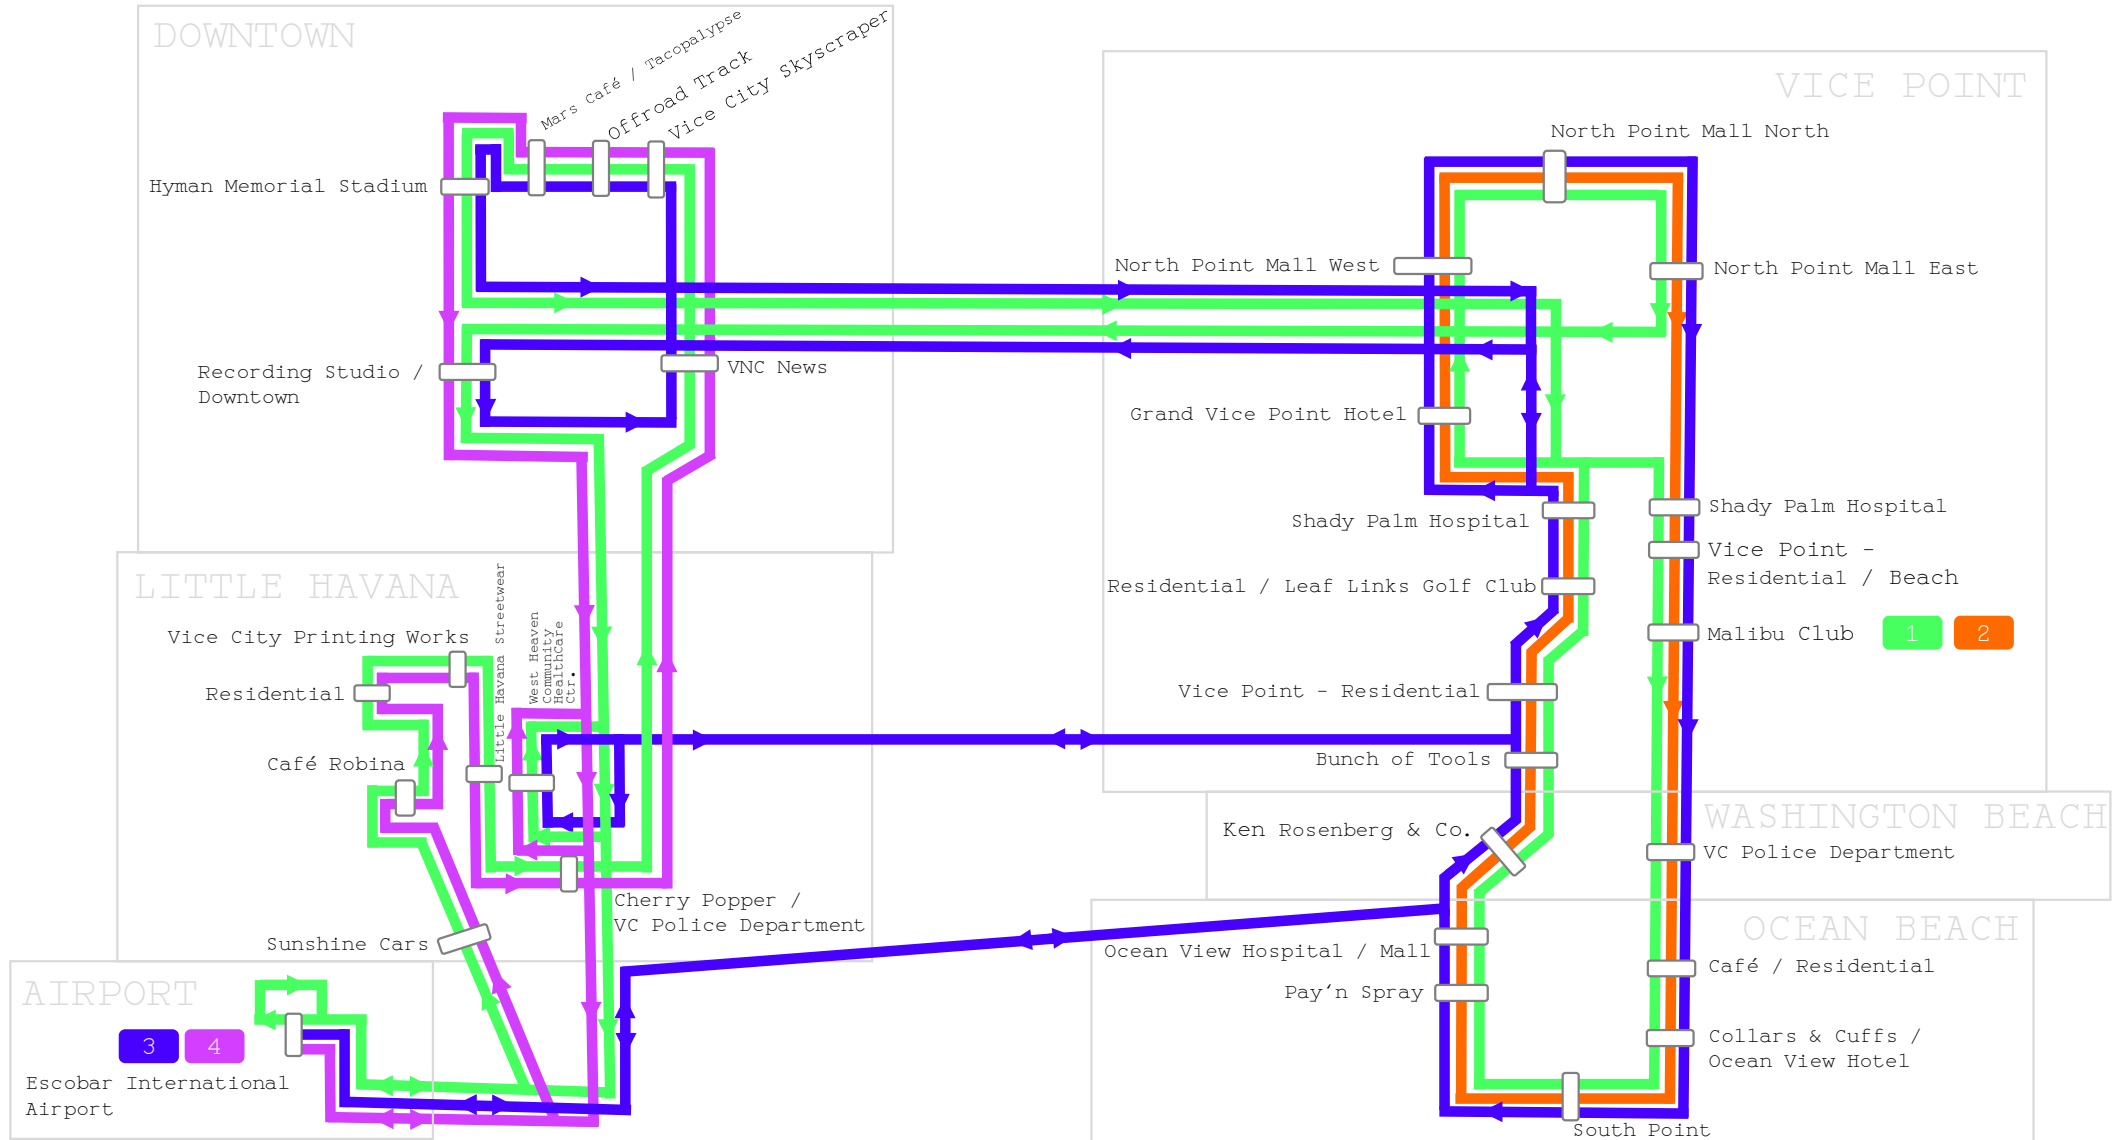 DOWNTOWN
Mars Café / Tacopalypse
Offroad Track
Vice City Skyscraper
Hyman Memorial Stadium
Recording Studio /
Downtown
VNC News
VICE POINT
North Point Mall North
North Point Mall West
North Point Mall East
Grand Vice Point Hotel
Shady Palm Hospital
Shady Palm Hospital
Vice Point -
Residential / Beach
Residential / Leaf Links Golf Club
Malibu Club
1
2
Vice Point - Residential
Bunch of Tools
LITTLE HAVANA
Vice City Printing Works
Little Havana Streetwear
West Heaven
Community
HealthCare
Ctr.
Residential
Café Robina
Cherry Popper /
VC Police Department
Sunshine Cars
WASHINGTON BEACH
Ken Rosenberg & Co.
VC Police Department
OCEAN BEACH
Ocean View Hospital / Mall
Café / Residential
Pay‘n Spray
Collars & Cuffs /
Ocean View Hotel
South Point
AIRPORT
3
4
Escobar International
Airport